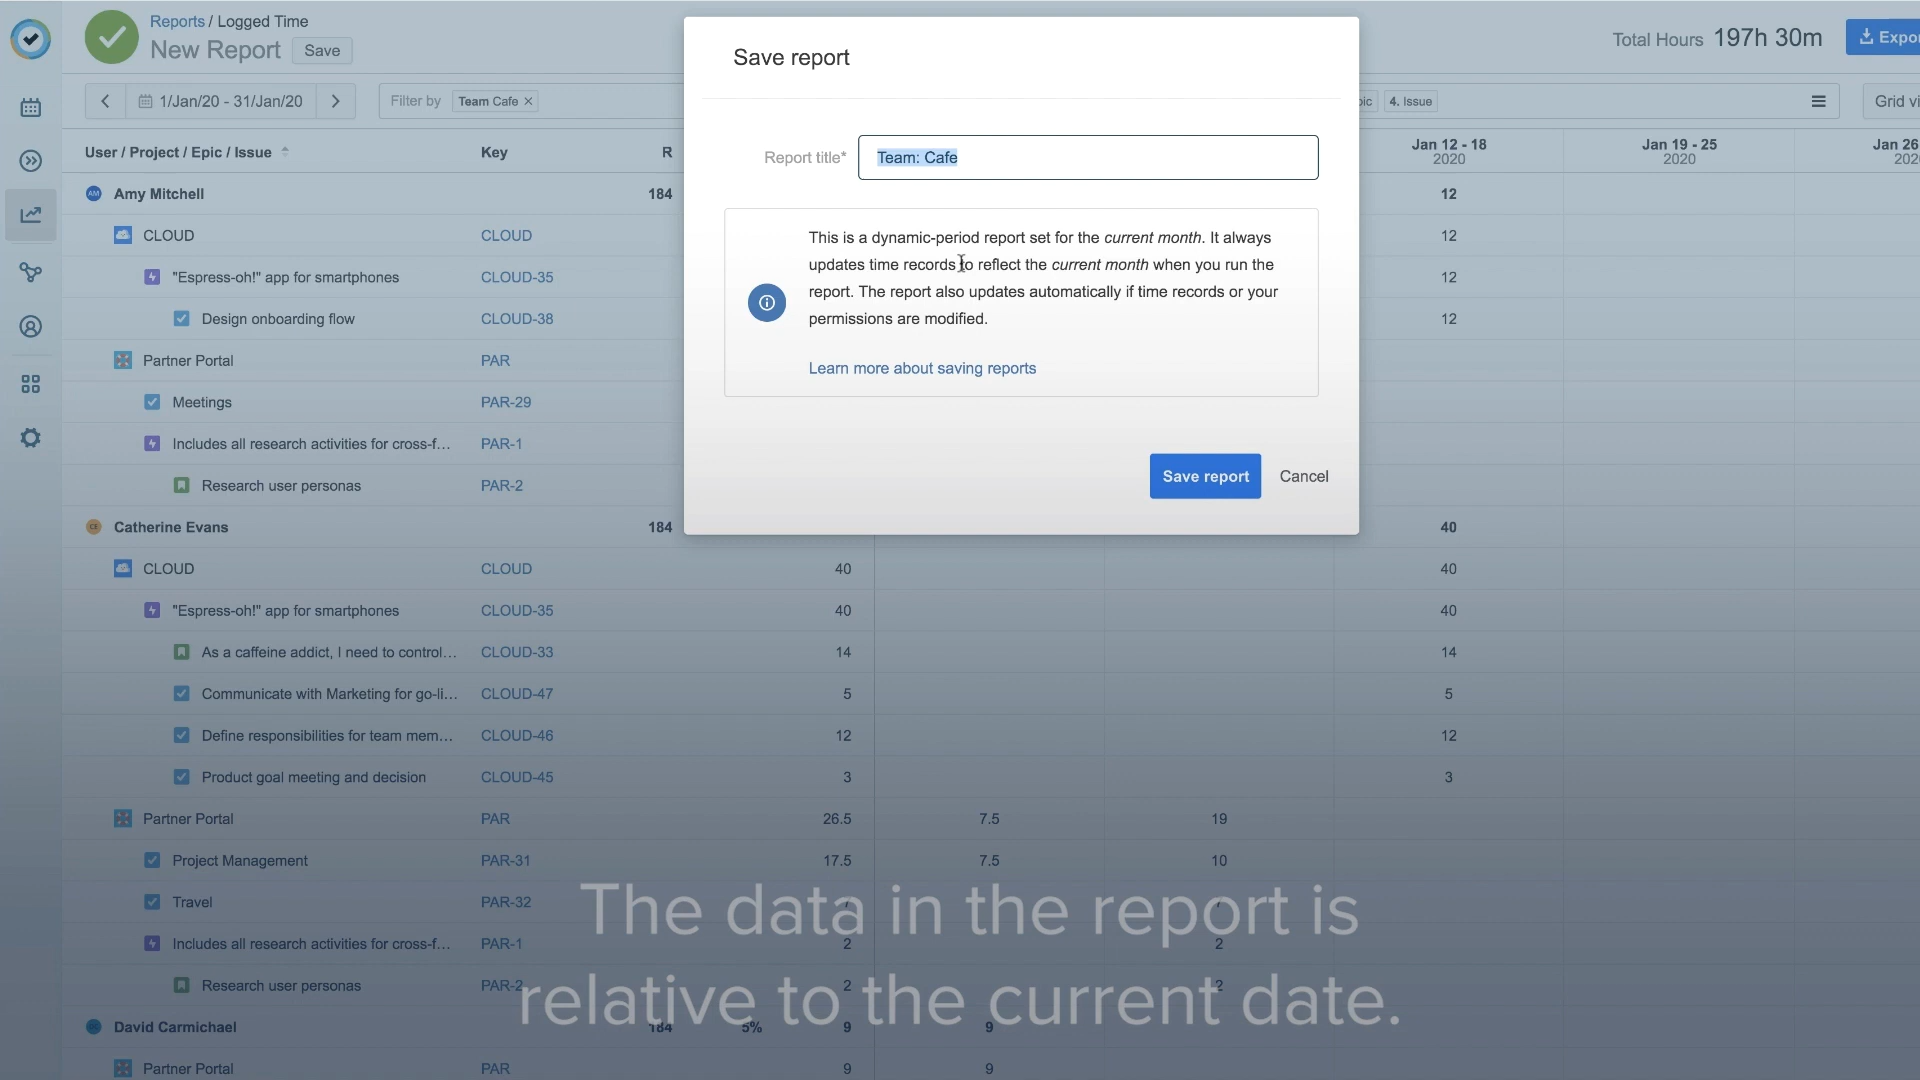 Reports / Logged Time
New Report Save
Total Hours 197h 30m
1/Jan/20 - 31/Jan/20
Filter by Team Cafe ×
4. Issue
Save report
Report title* Team: Cafe
This is a dynamic-period report set for the current month. It always
updates time records to reflect the current month when you run the
report. The report also updates automatically if time records or your
permissions are modified.
Learn more about saving reports
Save report Cancel
User / Project / Epic / Issue Key R Jan 12 - 18 Jan 19 - 25 Jan 26
2020 2020
AM Amy Mitchell 184 12
CLOUD CLOUD 12
"Espress-oh!" app for smartphones CLOUD-35 12
Design onboarding flow CLOUD-38 12
Partner Portal PAR
Meetings PAR-29
Includes all research activities for cross-f... PAR-1
Research user personas PAR-2
CE Catherine Evans 184 40
CLOUD CLOUD 40 40
"Espress-oh!" app for smartphones CLOUD-35 40 40
As a caffeine addict, I need to control... CLOUD-33 14 14
Communicate with Marketing for go-li... CLOUD-47 5 5
Define responsibilities for team mem... CLOUD-46 12 12
Product goal meeting and decision CLOUD-45 3 3
Partner Portal PAR 26.5 7.5 19
Project Management PAR-31 17.5 7.5 10
Travel PAR-32
Includes all research activities for cross-f... PAR-1 2 2
Research user personas PAR-2 2 2
David Carmichael 184 5% 9 9
Partner Portal PAR 9 9
The data in the report is
relative to the current date.